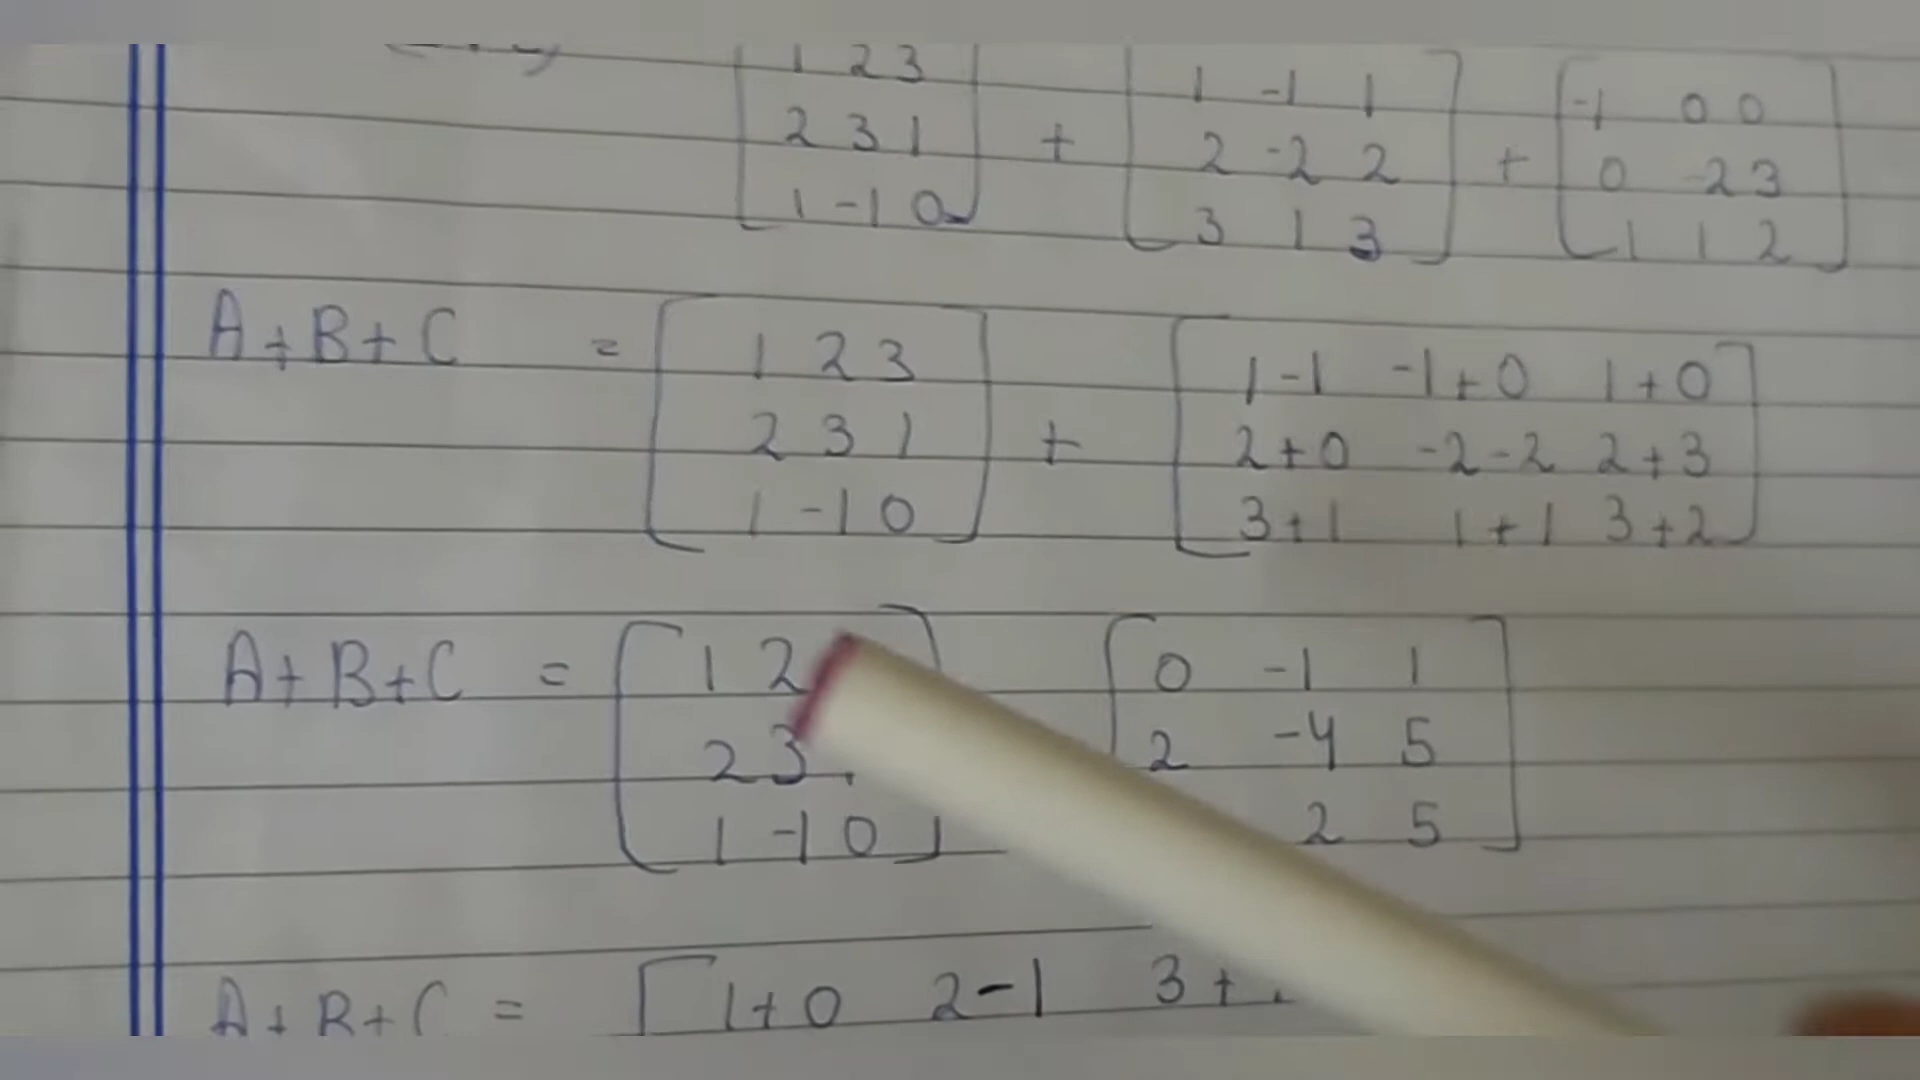 1 2 3 1 -1 1 -1 0 0
2 3 1 + 2 -2 2 + 0 -2 3
1 -1 0 3 1 3 1 1 2
1 2 3 1-1 -1+0 1+0
A+B+C = 2 3 1 + 2+0 -2-2 2+3
1 -1 0 3+1 1+1 3+2
A+B+C = 1 2 0 -1 1
2 3 2 -4 5
1 -1 0 2 5
A+B+C = 1+0 2-1 3+